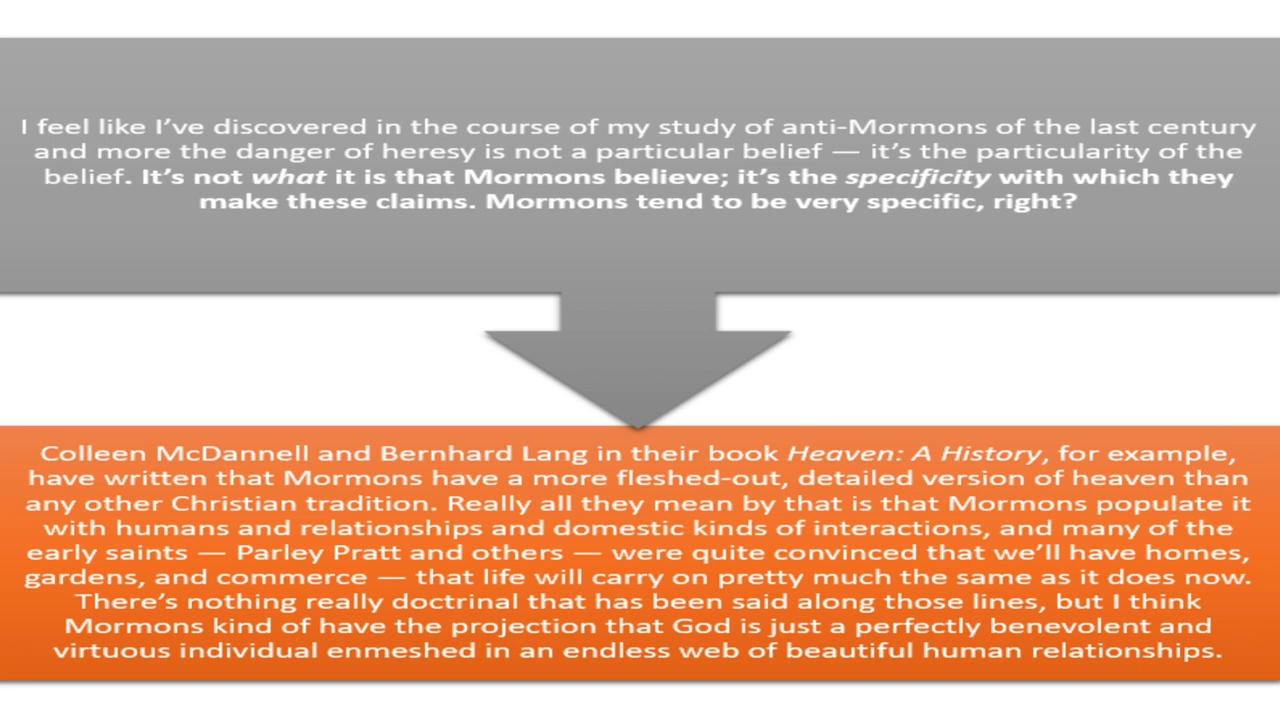 I feel like I’ve discovered in the course of my study of anti-Mormons of the last century
and more the danger of heresy is not a particular belief — it’s the particularity of the
belief. It’s not what it is that Mormons believe; it’s the specificity with which they
make these claims. Mormons tend to be very specific, right?
Colleen McDannell and Bernhard Lang in their book Heaven: A History, for example,
have written that Mormons have a more fleshed-out, detailed version of heaven than
any other Christian tradition. Really all they mean by that is that Mormons populate it
with humans and relationships and domestic kinds of interactions, and many of the
early saints — Parley Pratt and others — were quite convinced that we’ll have homes,
gardens, and commerce — that life will carry on pretty much the same as it does now.
There’s nothing really doctrinal that has been said along those lines, but I think
Mormons kind of have the projection that God is just a perfectly benevolent and
virtuous individual enmeshed in an endless web of beautiful human relationships.